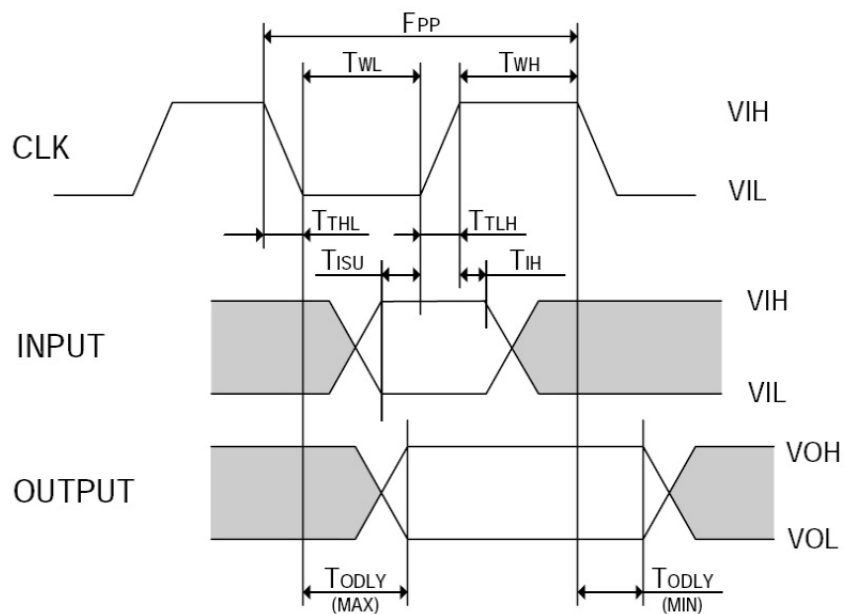 FPP
TWL
TWH
CLK
VIH
VIL
TTHL
TTLH
TISU
TIH
INPUT
VIH
VIL
OUTPUT
VOH
VOL
TODLY
(MAX)
TODLY
(MIN)